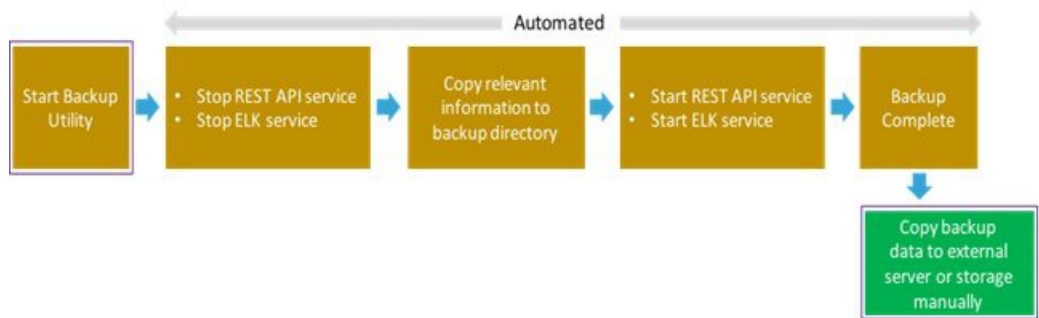 Automated
Start Backup
Utility
• Stop REST API service
• Stop ELK service
Copy relevant
information to
backup directory
• Start REST API service
• Start ELK service
Backup
Complete
Copy backup
data to external
server or storage
manually